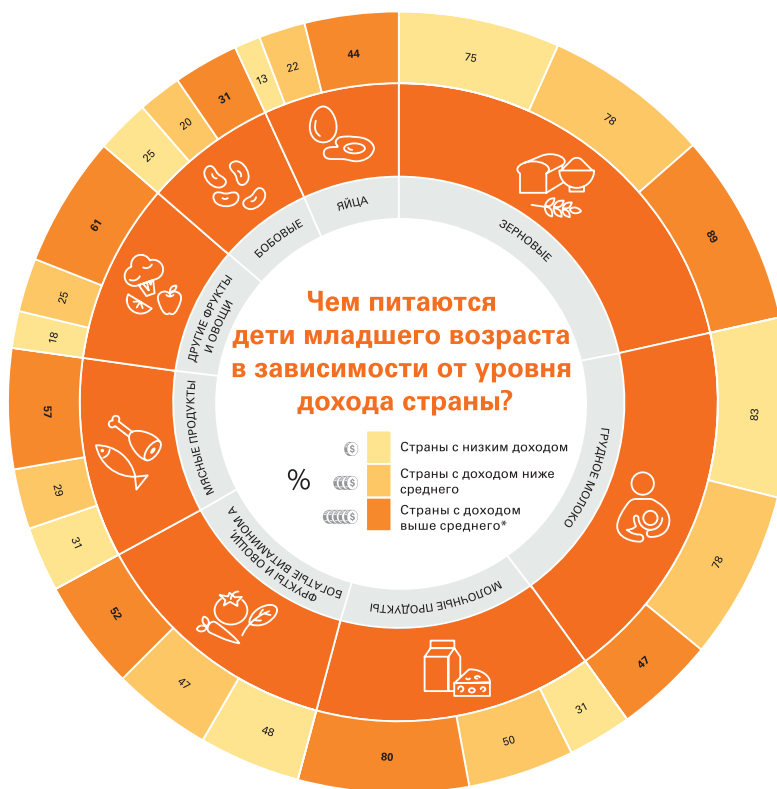 75
78
89
83
78
47
31
50
80
48
47
52
31
29
57
18
25
61
25
20
31
13
22
44
ЗЕРНОВЫЕ
ГРУДНОЕ МОЛОКО
МОЛОЧНЫЕ ПРОДУКТЫ
ФРУКТЫ И ОВОЩИ,
БОГАТЫЕ ВИТАМИНОМ А
МЯСНЫЕ ПРОДУКТЫ
ДРУГИЕ ФРУКТЫ
И ОВОЩИ
БОБОВЫЕ
ЯЙЦА
Чем питаются
дети младшего возраста
в зависимости от уровня
дохода страны?
%
$ Страны с низким доходом
$ Страны с доходом ниже
среднего
$ Страны с доходом
выше среднего*